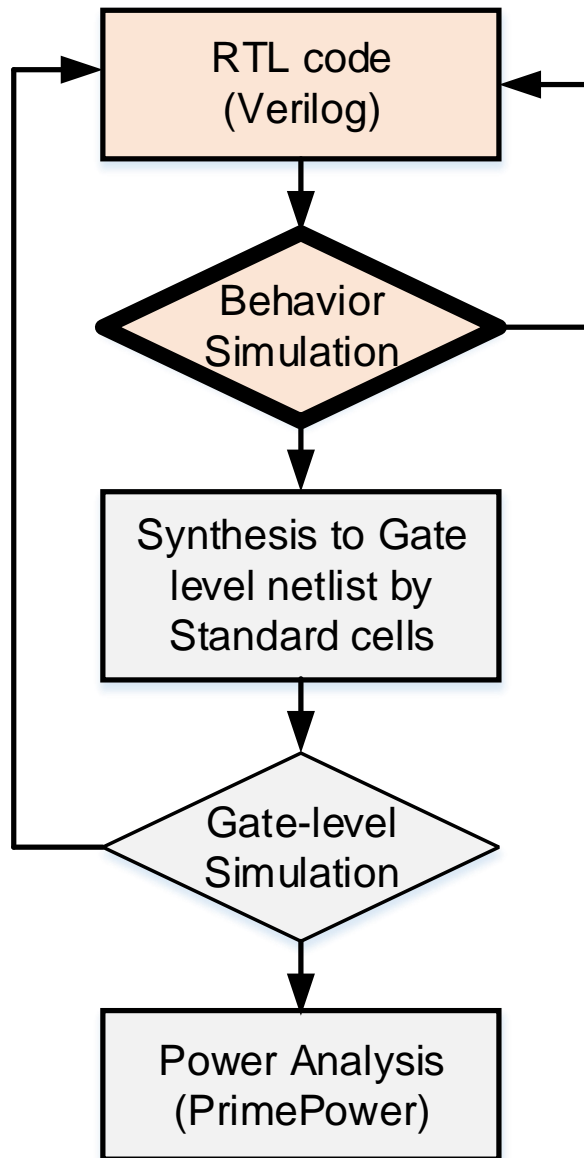 RTL code
(Verilog)
Behavior
Simulation
Synthesis to Gate
level netlist by
Standard cells
Gate-level
Simulation
Power Analysis
(PrimePower)